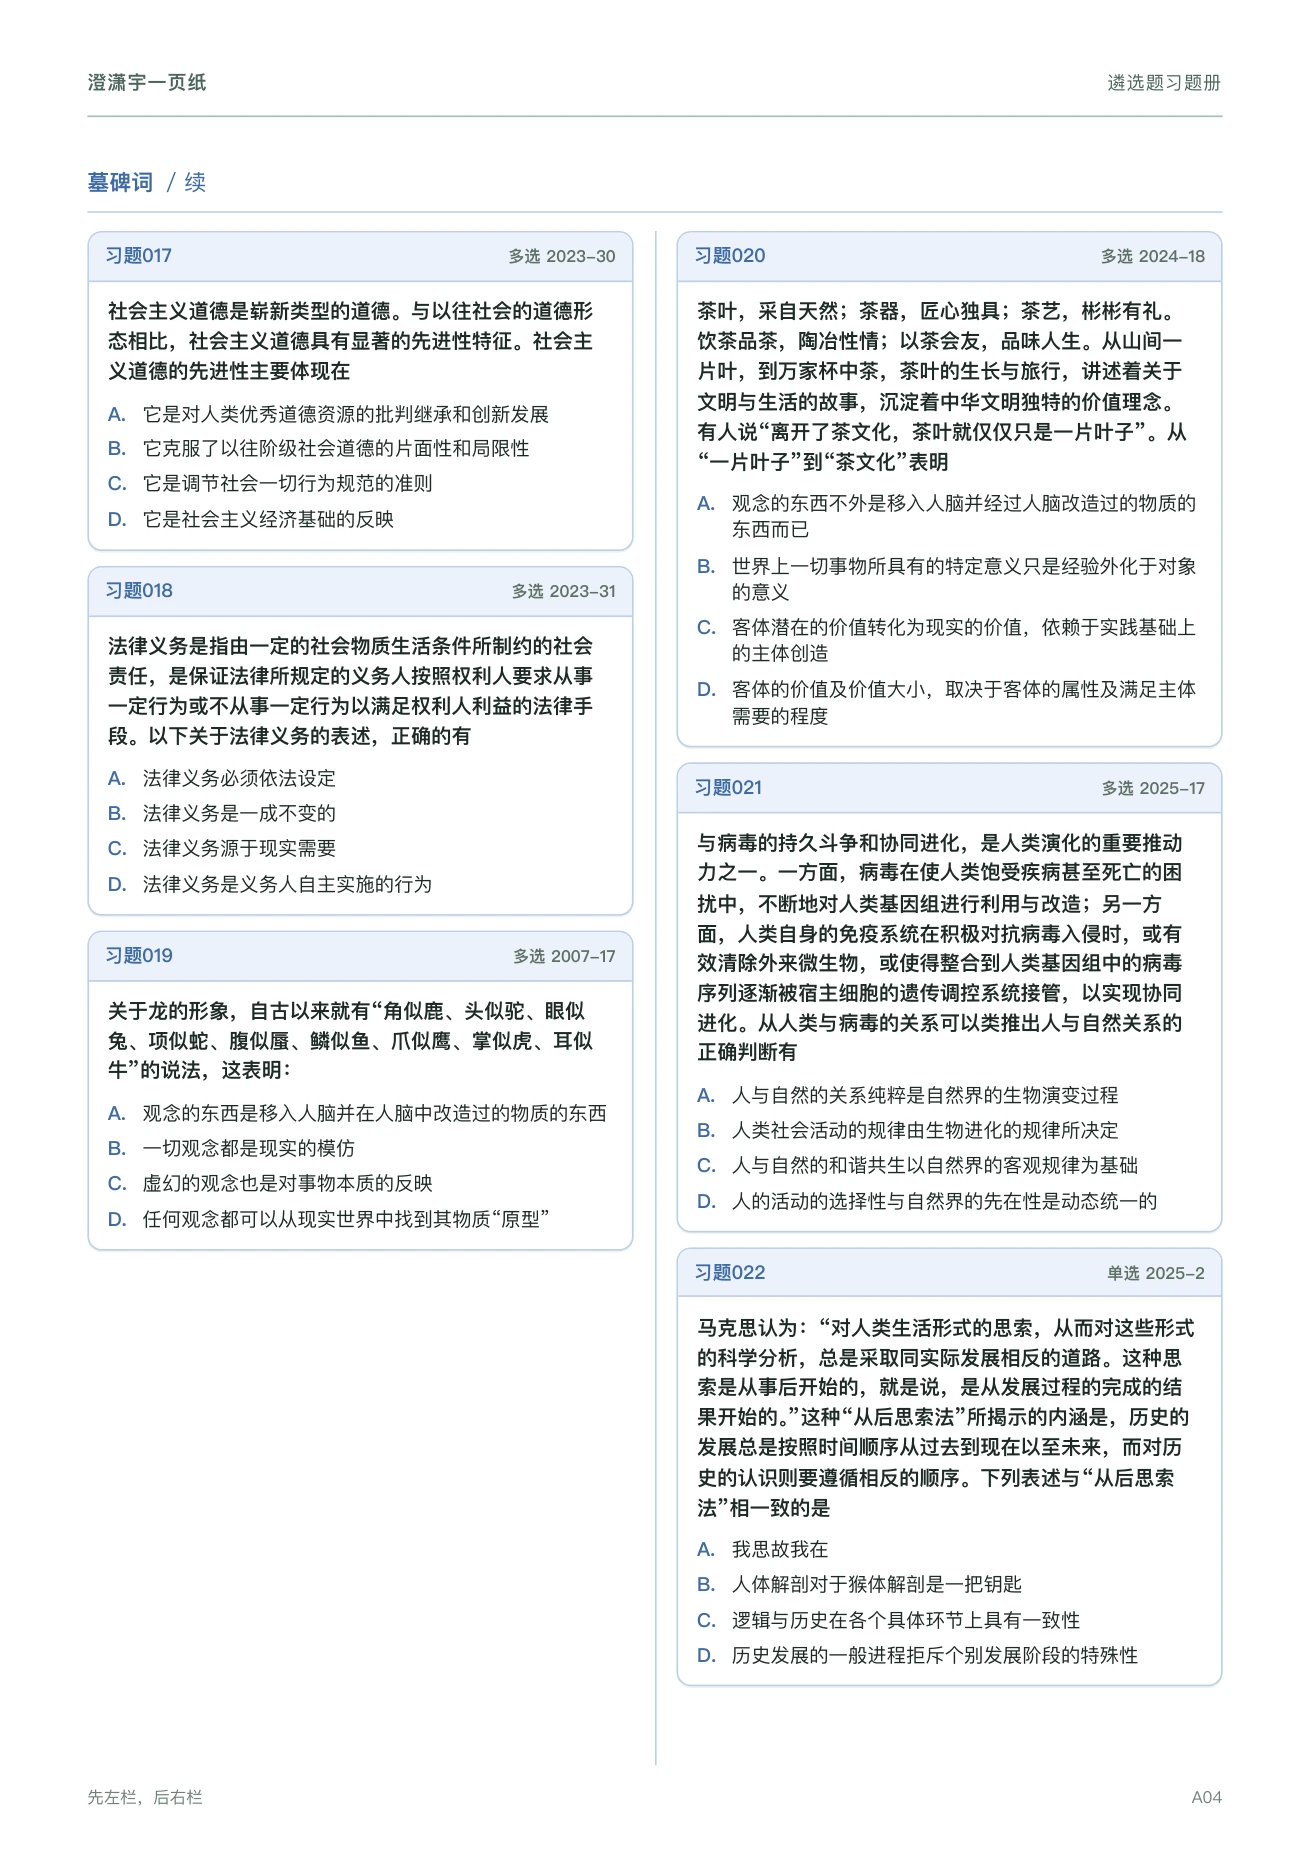 澄潇宇一页纸
遴选题习题册
墓碑词 / 续
习题017
多选 2023-30
社会主义道德是崭新类型的道德。与以往社会的道德形
态相比，社会主义道德具有显著的先进性特征。社会主
义道德的先进性主要体现在
A. 它是对人类优秀道德资源的批判继承和创新发展
B. 它克服了以往阶级社会道德的片面性和局限性
C. 它是调节社会一切行为规范的准则
D. 它是社会主义经济基础的反映
习题018
多选 2023-31
法律义务是指由一定的社会物质生活条件所制约的社会
责任，是保证法律所规定的义务人按照权利人要求从事
一定行为或不从事一定行为以满足权利人利益的法律手
段。以下关于法律义务的表述，正确的有
A. 法律义务必须依法设定
B. 法律义务是一成不变的
C. 法律义务源于现实需要
D. 法律义务是义务人自主实施的行为
习题019
多选 2007-17
关于龙的形象，自古以来就有“角似鹿、头似驼、眼似
兔、项似蛇、腹似蜃、鳞似鱼、爪似鹰、掌似虎、耳似
牛”的说法，这表明：
A. 观念的东西是移入人脑并在人脑中改造过的物质的东西
B. 一切观念都是现实的模仿
C. 虚幻的观念也是对事物本质的反映
D. 任何观念都可以从现实世界中找到其物质“原型”
习题020
多选 2024-18
茶叶，采自天然；茶器，匠心独具；茶艺，彬彬有礼。
饮茶品茶，陶冶性情；以茶会友，品味人生。从山间一
片叶，到万家杯中茶，茶叶的生长与旅行，讲述着关于
文明与生活的故事，沉淀着中华文明独特的价值理念。
有人说“离开了茶文化，茶叶就仅仅只是一片叶子”。从
“一片叶子”到“茶文化”表明
A. 观念的东西不外是移入人脑并经过人脑改造过的物质的
东西而已
B. 世界上一切事物所具有的特定意义只是经验外化于对象
的意义
C. 客体潜在的价值转化为现实的价值，依赖于实践基础上
的主体创造
D. 客体的价值及价值大小，取决于客体的属性及满足主体
需要的程度
习题021
多选 2025-17
与病毒的持久斗争和协同进化，是人类演化的重要推动
力之一。一方面，病毒在使人类饱受疾病甚至死亡的困
扰中，不断地对人类基因组进行利用与改造；另一方
面，人类自身的免疫系统在积极对抗病毒入侵时，或有
效清除外来微生物，或使得整合到人类基因组中的病毒
序列逐渐被宿主细胞的遗传调控系统接管，以实现协同
进化。从人类与病毒的关系可以类推出人与自然关系的
正确判断有
A. 人与自然的关系纯粹是自然界的生物演变过程
B. 人类社会活动的规律由生物进化的规律所决定
C. 人与自然的和谐共生以自然界的客观规律为基础
D. 人的活动的选择性与自然界的先在性是动态统一的
习题022
单选 2025-2
马克思认为：“对人类生活形式的思索，从而对这些形式
的科学分析，总是采取同实际发展相反的道路。这种思
索是从事后开始的，就是说，是从发展过程的完成的结
果开始的。”这种“从后思索法”所揭示的内涵是，历史的
发展总是按照时间顺序从过去到现在以至未来，而对历
史的认识则要遵循相反的顺序。下列表述与“从后思索
法”相一致的是
A. 我思故我在
B. 人体解剖对于猴体解剖是一把钥匙
C. 逻辑与历史在各个具体环节上具有一致性
D. 历史发展的一般进程拒斥个别发展阶段的特殊性
先左栏，后右栏
A04